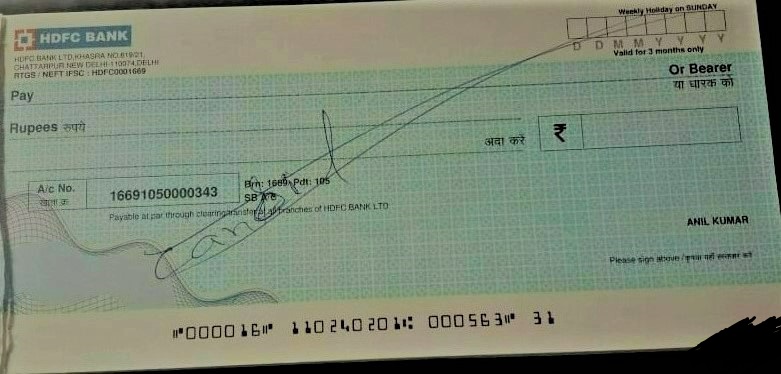 Weekly Holiday on SUNDAY
HDFC BANK
D D M M Y Y Y Y
HDFC BANK LTD, KHASRA NO.619/21,
CHATTARPUR, NEW DELHI-110074, DELHI
RTGS / NEFT IFSC : HDFC0001669
Valid for 3 months only
Pay
Or Bearer
या धारक को
Rupees रुपये
अदा करें
₹
A/c No.
खाता क्र.
16691050000343
Brn: 1669 Pdt: 105
SB A/c
Payable at par through clearing/transfer at all branches of HDFC BANK LTD
Cancel
ANIL KUMAR
Please sign above / कृपया यहाँ हस्ताक्षर करें
⑈000016⑈ 110240201⑆ 000563⑈ 31